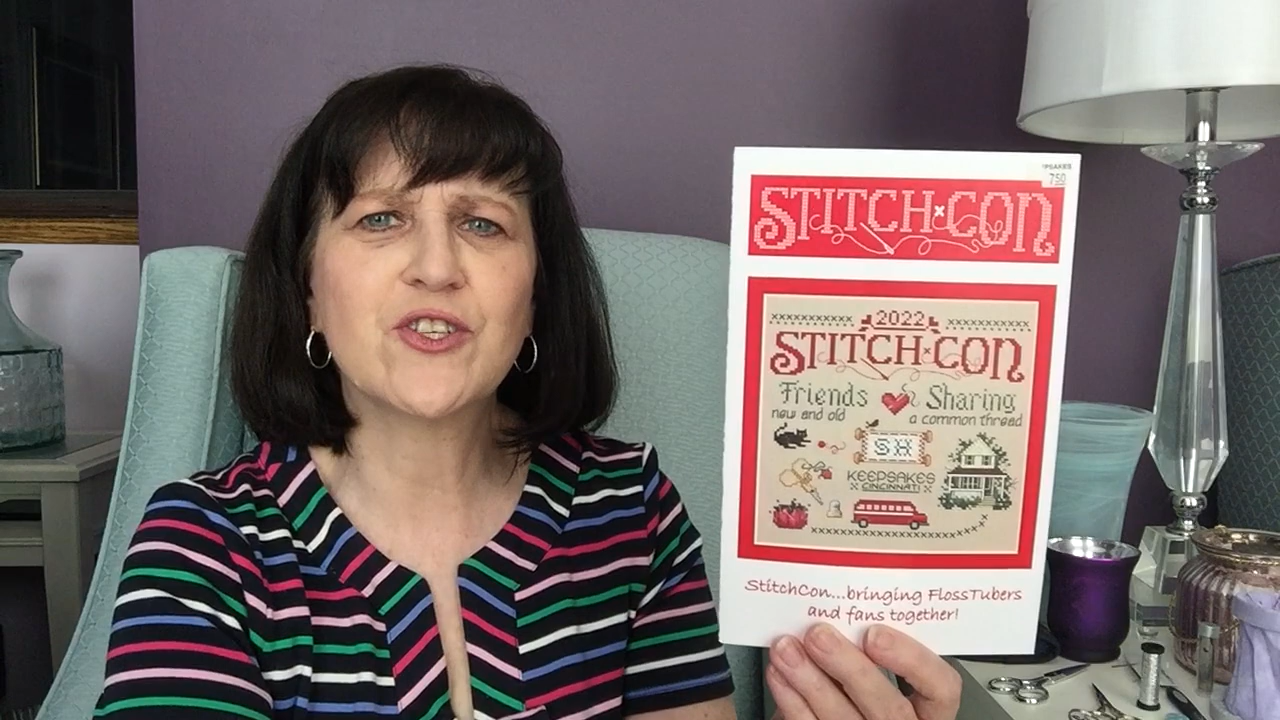 750
STITCH·CON
2022
STITCH·CON
Friends Sharing
new and old a common thread
SH
KEEPSAKES
CINCINNATI
StitchCon...bringing FlossTubers
and fans together!